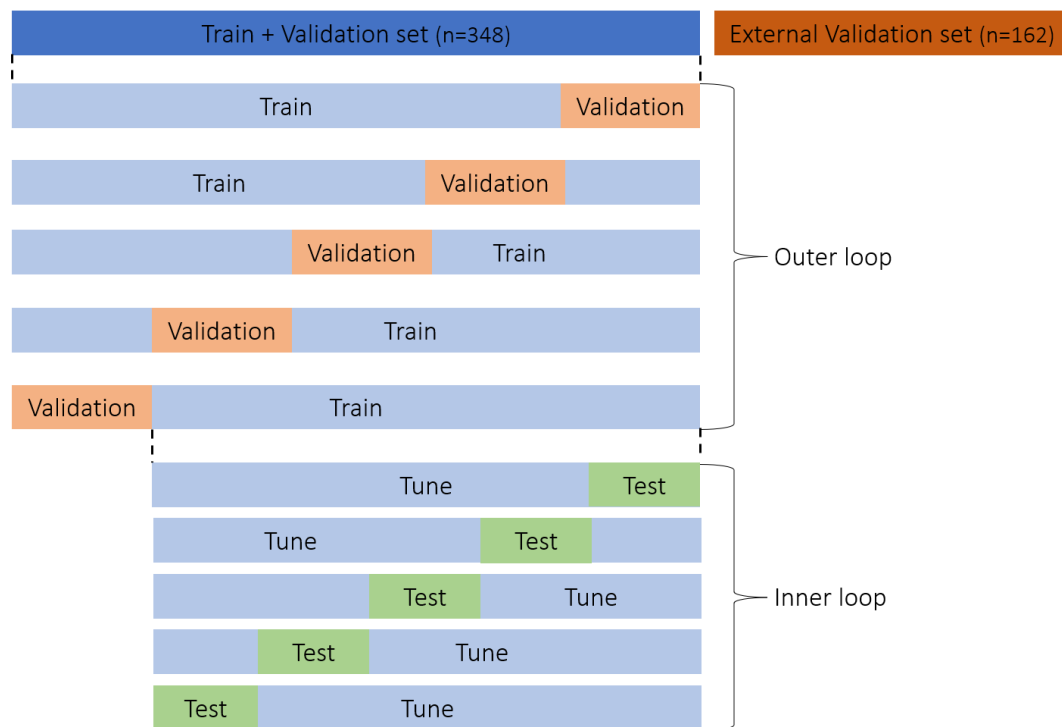 Train + Validation set (n=348)
External Validation set (n=162)
Train
Validation
Train
Validation
Validation
Train
Outer loop
Validation
Train
Validation
Train
Tune
Test
Tune
Test
Test
Tune
Inner loop
Test
Tune
Test
Tune